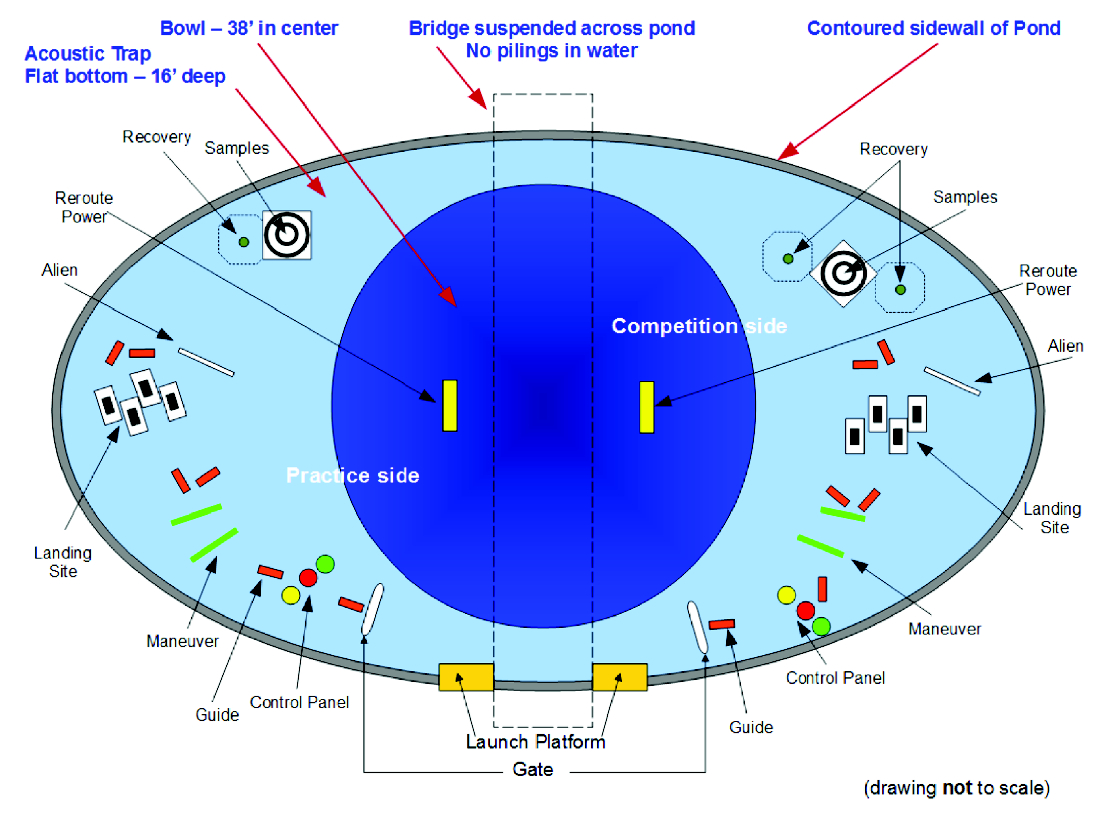 Bowl – 38’ in center
Bridge suspended across pond
No pilings in water
Contoured sidewall of Pond
Acoustic Trap
Flat bottom – 16’ deep
Recovery
Samples
Recovery
Samples
Reroute
Power
Reroute
Power
Alien
Competition side
Alien
Practice side
Landing
Site
Landing
Site
Maneuver
Maneuver
Control Panel
Control Panel
Guide
Guide
Launch Platform
Gate
(drawing not to scale)